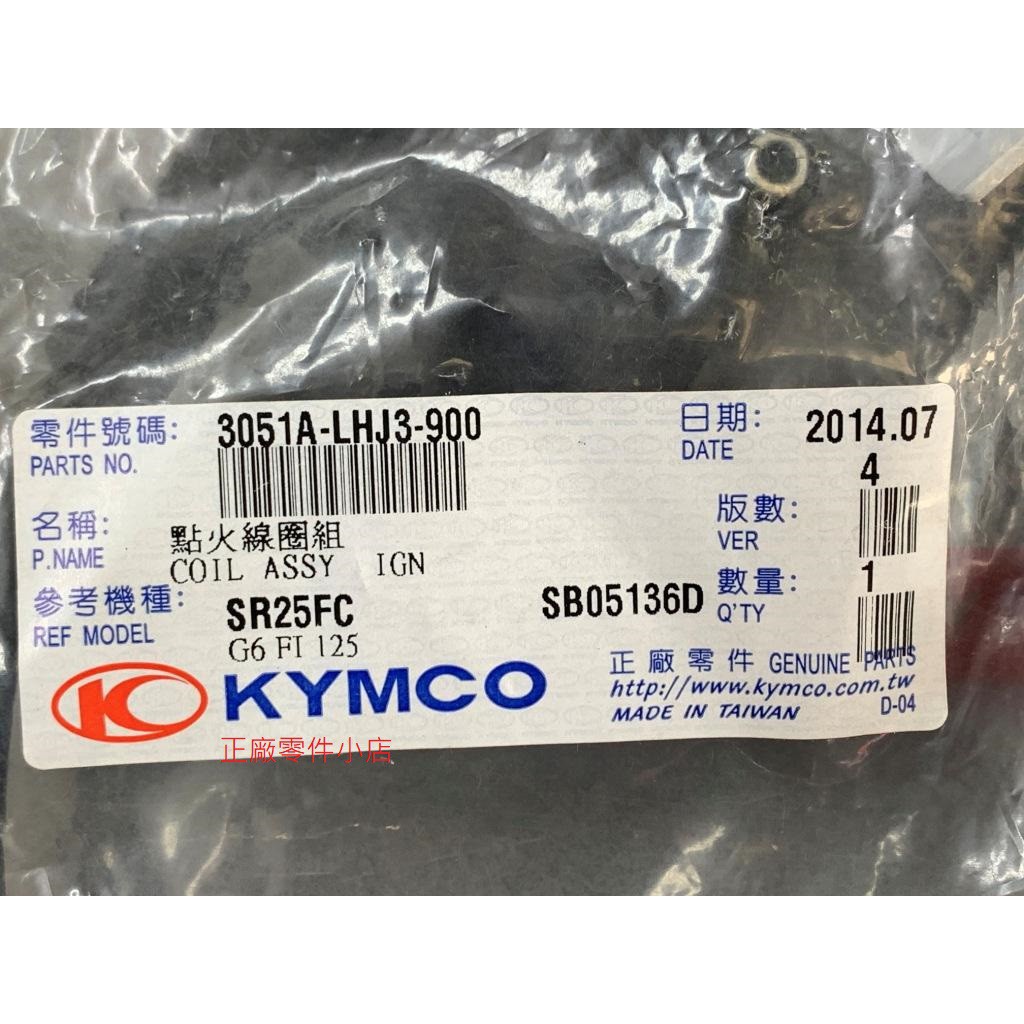 零件號碼: 3051A-LHJ3-900
PARTS NO.
日期: 2014.07
DATE
名稱: 點火線圈組
P.NAME COIL ASSY IGN
版數: 4
VER
參考機種: SR25FC
REF MODEL G6 FI 125
SB05136D
數量: 1
Q'TY
KYMCO
正廠零件 GENUINE PARTS
http://www.kymco.com.tw
MADE IN TAIWAN D-04
正廠零件小店